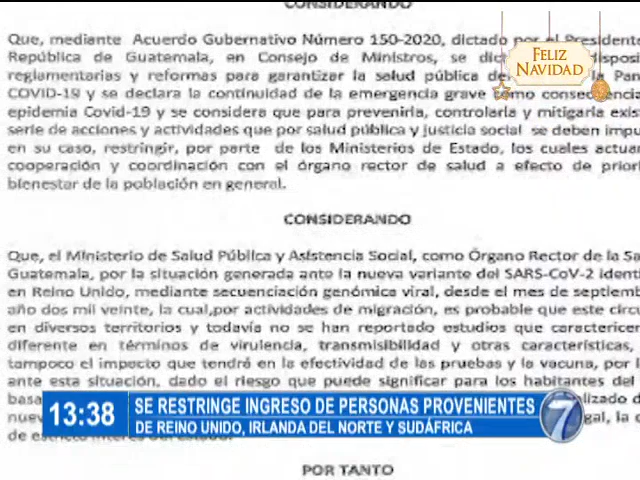 CONSIDERANDO
Que, mediante Acuerdo Gubernativo Número 150-2020, dictado por el Presidente
República de Guatemala, en Consejo de Ministros, se
reglamentarias y reformas para garantizar la salud pública de la
COVID-19 y se declara la continuidad de la emergencia grave como
epidemia Covid-19 y se considera que para prevenirla, controlarla y mitigarla
serie de acciones y actividades que por salud pública y justicia social se deben
en su caso, restringir, por parte de los Ministerios de Estado, los cuales
cooperación y coordinación con el órgano rector de salud a efecto de
bienestar de la población en general.
CONSIDERANDO
Que, el Ministerio de Salud Pública y Asistencia Social, como Órgano Rector de la
Guatemala, por la situación generada ante la nueva variante del SARS-CoV-2
en Reino Unido, mediante secuenciación genómica viral, desde el mes de
año dos mil veinte, la cual,por actividades de migración, es probable que este
en diversos territorios y todavía no se han reportado estudios que
diferente en términos de virulencia, transmisibilidad y otras características,
tampoco el impacto que tendrá en la efectividad de las pruebas y la vacuna, por
ante esta situación, dado el riesgo que puede significar para los habitantes del
POR TANTO
FELIZ
NAVIDAD
13:38
SE RESTRINGE INGRESO DE PERSONAS PROVENIENTES
DE REINO UNIDO, IRLANDA DEL NORTE Y SUDÁFRICA
7